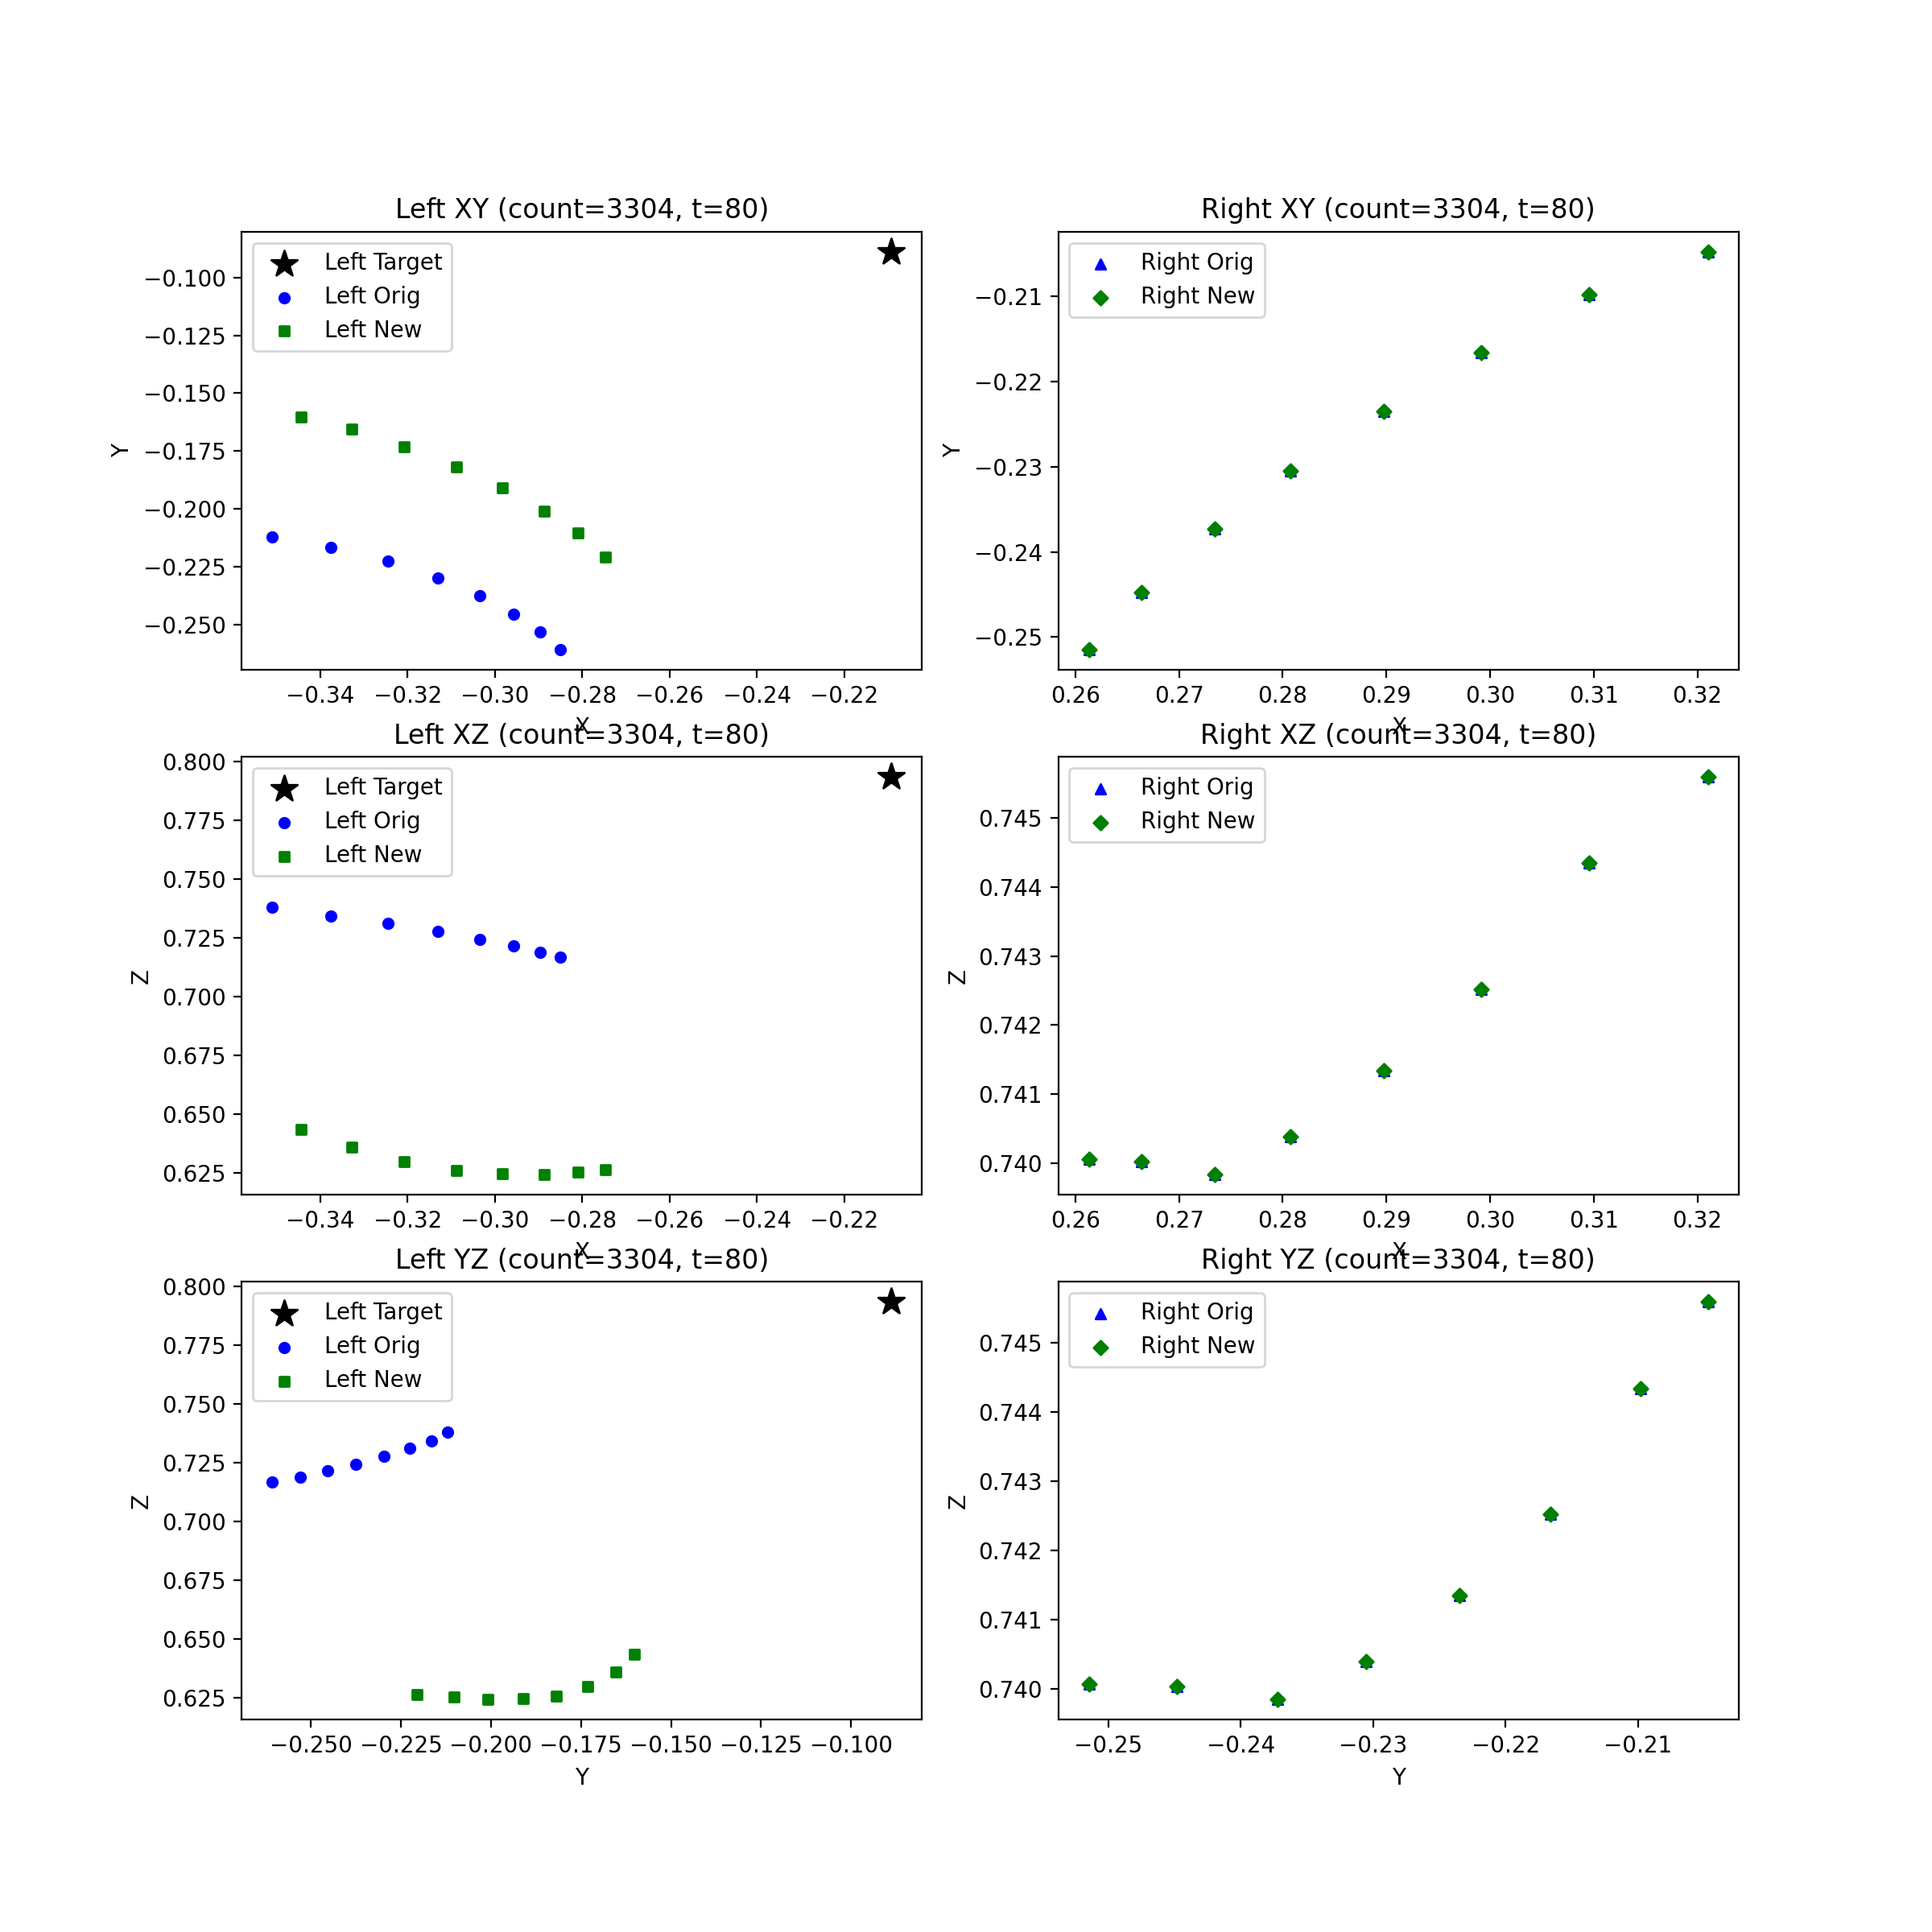 Left XY (count=3304, t=80)
Left Target
Left Orig
Left New
Y
−0.100
−0.125
−0.150
−0.175
−0.200
−0.225
−0.250
−0.34 −0.32 −0.30 −0.28 −0.26 −0.24 −0.22
X
Right XY (count=3304, t=80)
Right Orig
Right New
Y
−0.21
−0.22
−0.23
−0.24
−0.25
0.26 0.27 0.28 0.29 0.30 0.31 0.32
X
Left XZ (count=3304, t=80)
Left Target
Left Orig
Left New
Z
0.800
0.775
0.750
0.725
0.700
0.675
0.650
0.625
−0.34 −0.32 −0.30 −0.28 −0.26 −0.24 −0.22
X
Right XZ (count=3304, t=80)
Right Orig
Right New
Z
0.745
0.744
0.743
0.742
0.741
0.740
0.26 0.27 0.28 0.29 0.30 0.31 0.32
X
Left YZ (count=3304, t=80)
Left Target
Left Orig
Left New
Z
0.800
0.775
0.750
0.725
0.700
0.675
0.650
0.625
−0.250 −0.225 −0.200 −0.175 −0.150 −0.125 −0.100
Y
Right YZ (count=3304, t=80)
Right Orig
Right New
Z
0.745
0.744
0.743
0.742
0.741
0.740
−0.25 −0.24 −0.23 −0.22 −0.21
Y